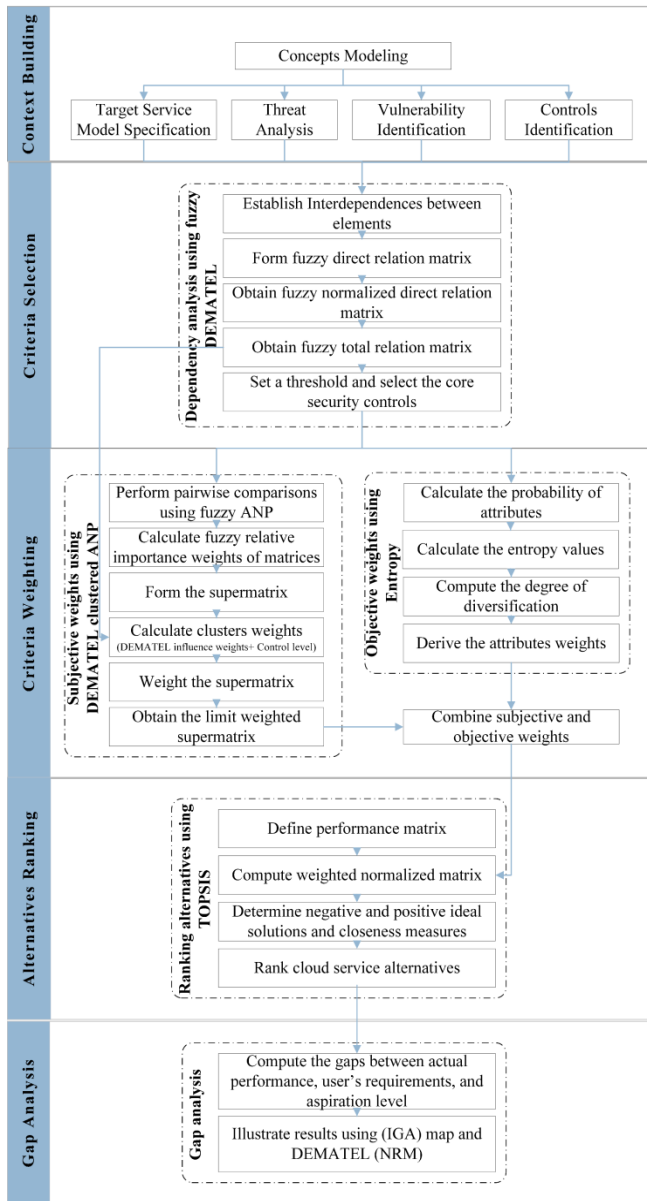 Context Building
Concepts Modeling
Target Service
Model Specification
Threat
Analysis
Vulnerability
Identification
Controls
Identification
Criteria Selection
Dependency analysis using fuzzy
DEMATEL
Establish Interdependences between
elements
Form fuzzy direct relation matrix
Obtain fuzzy normalized direct relation
matrix
Obtain fuzzy total relation matrix
Set a threshold and select the core
security controls
Criteria Weighting
Subjective weights using
DEMATEL clustered ANP
Perform pairwise comparisons
using fuzzy ANP
Calculate fuzzy relative
importance weights of matrices
Form the supermatrix
Calculate clusters weights
(DEMATEL influence weights+ Control level)
Weight the supermatrix
Obtain the limit weighted
supermatrix
Objective weights using
Entropy
Calculate the probability of
attributes
Calculate the entropy values
Compute the degree of
diversification
Derive the attributes weights
Combine subjective and
objective weights
Alternatives Ranking
Ranking alternatives using
TOPSIS
Define performance matrix
Compute weighted normalized matrix
Determine negative and positive ideal
solutions and closeness measures
Rank cloud service alternatives
Gap Analysis
Gap analysis
Compute the gaps between actual
performance, user's requirements, and
aspiration level
Illustrate results using (IGA) map and
DEMATEL (NRM)